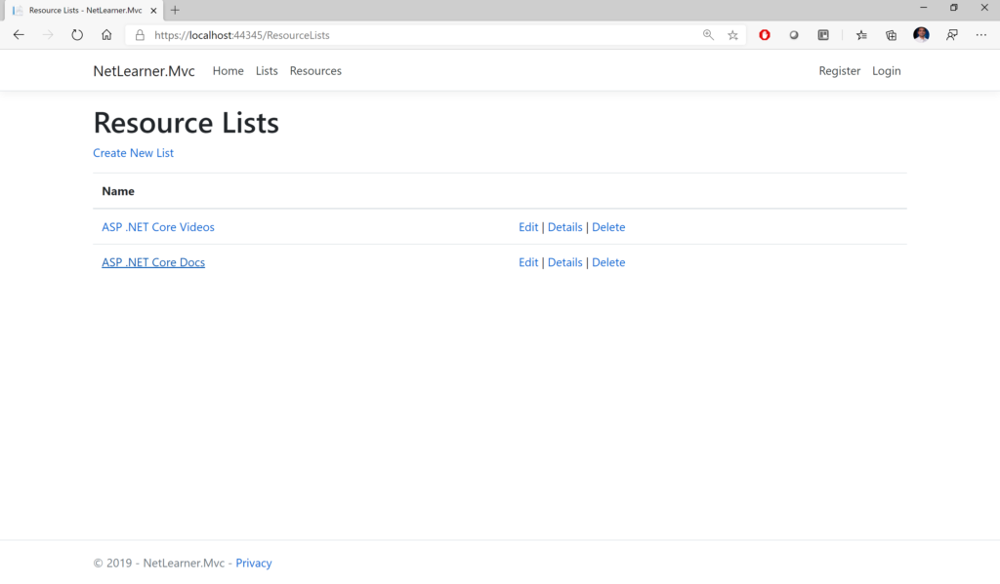 Resource Lists - NetLearner.Mvc
https://localhost:44345/ResourceLists
NetLearner.Mvc Home Lists Resources Register Login
Resource Lists
Create New List
Name
ASP .NET Core Videos Edit | Details | Delete
ASP .NET Core Docs Edit | Details | Delete
© 2019 - NetLearner.Mvc - Privacy